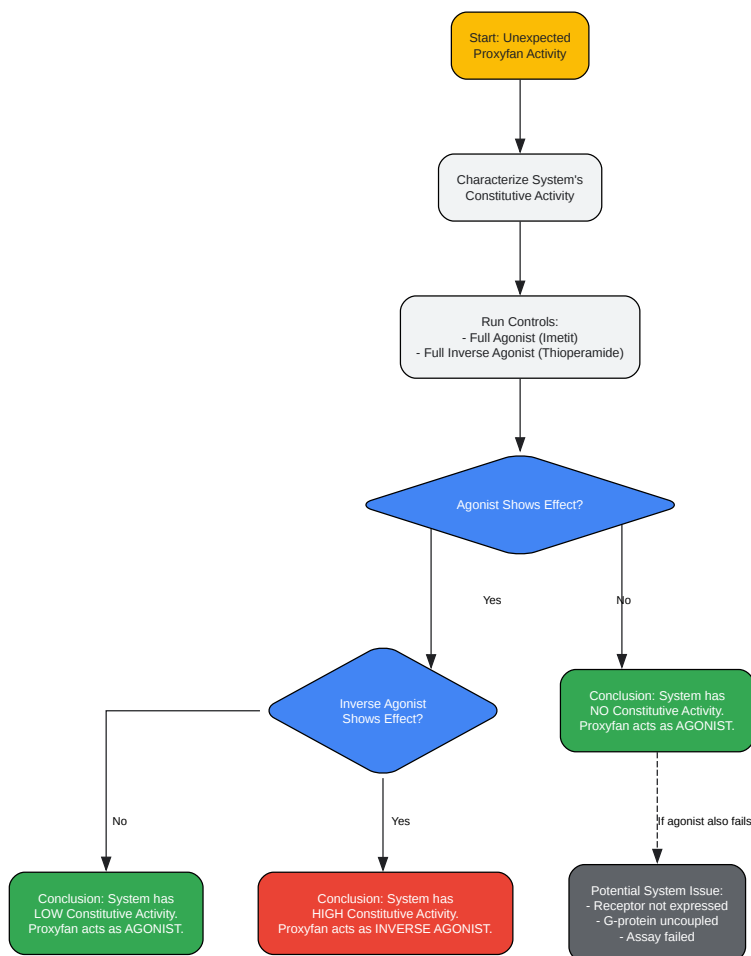 Start: Unexpected
Proxyfan Activity
Characterize System's
Constitutive Activity
Run Controls:
- Full Agonist (Imetit)
- Full Inverse Agonist (Thioperamide)
Agonist Shows Effect?
Yes
No
Inverse Agonist
Shows Effect?
Conclusion: System has
NO Constitutive Activity.
Proxyfan acts as AGONIST.
No
Yes
If agonist also fails
Conclusion: System has
LOW Constitutive Activity.
Proxyfan acts as AGONIST.
Conclusion: System has
HIGH Constitutive Activity.
Proxyfan acts as INVERSE AGONIST.
Potential System Issue:
- Receptor not expressed
- G-protein uncoupled
- Assay failed